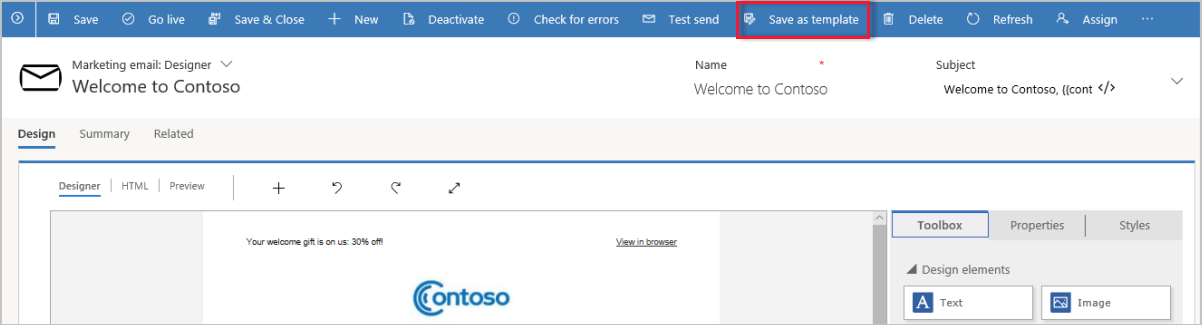 Save Go live Save & Close New Deactivate Check for errors Test send Save as template Delete Refresh Assign ...
Marketing email: Designer
Welcome to Contoso
Name *
Welcome to Contoso
Subject
Welcome to Contoso, {{cont </>
Design Summary Related
Designer | HTML | Preview
Your welcome gift is on us: 30% off!
View in browser
Contoso
Toolbox Properties Styles
Design elements
A Text
Image